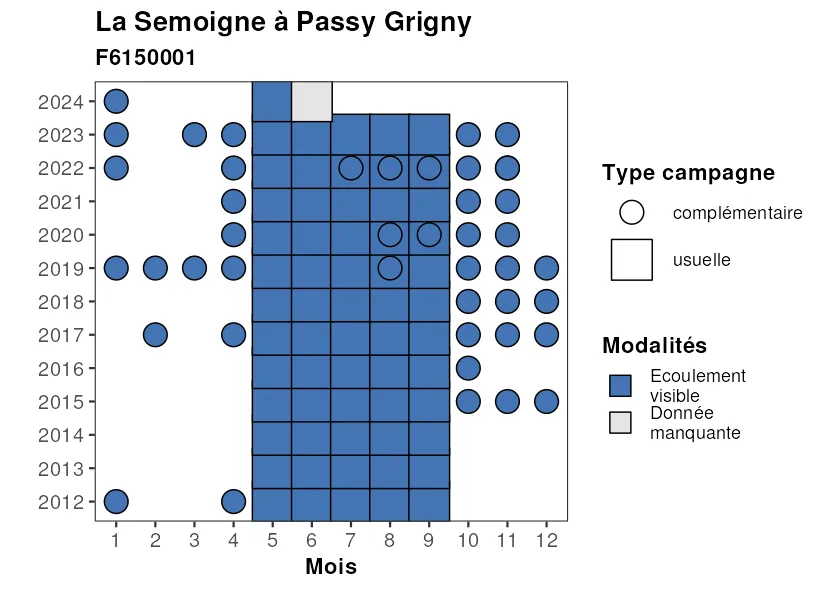 La Semoigne à Passy Grigny
F6150001
2024
2023
2022
2021
2020
2019
2018
2017
2016
2015
2014
2013
2012
1 2 3 4 5 6 7 8 9 10 11 12
Mois
Type campagne
complémentaire
usuelle
Modalités
Ecoulement
visible
Donnée
manquante